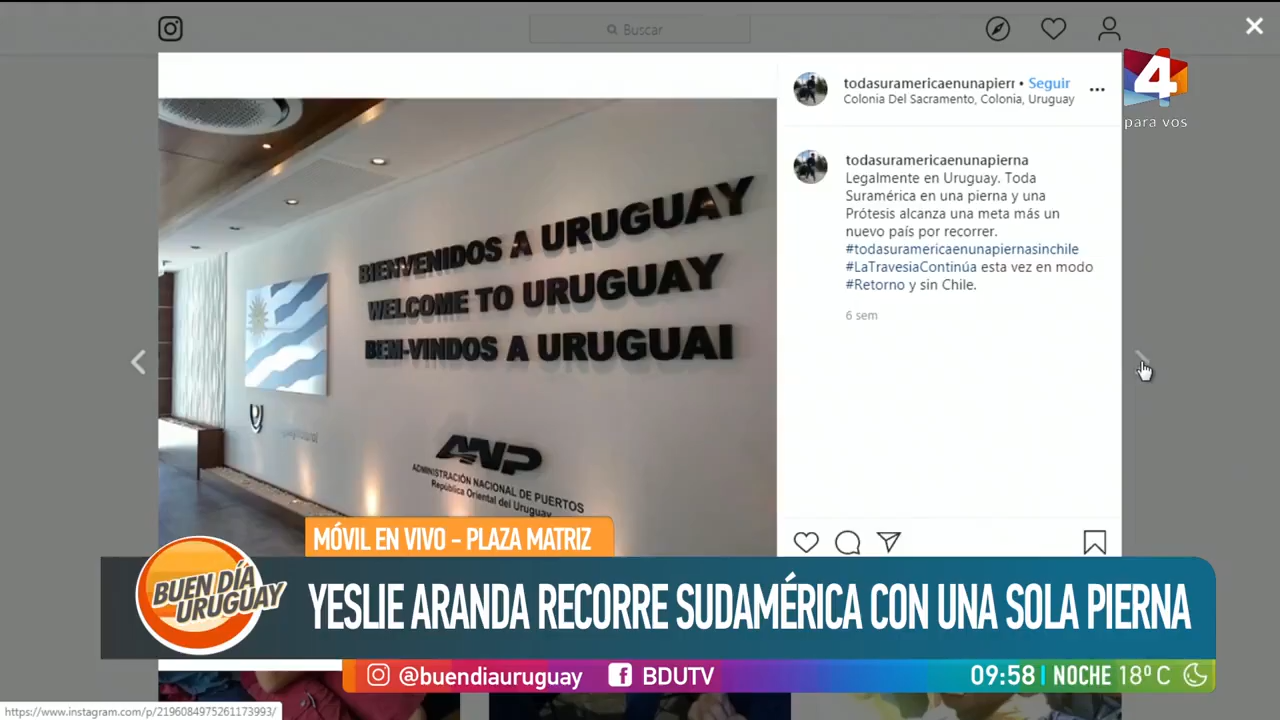 Buscar
4
para vos
todasuramericaenunapierr • Seguir
Colonia Del Sacramento, Colonia, Uruguay
todasuramericaenunapierna
Legalmente en Uruguay. Toda
Suramérica en una pierna y una
Prótesis alcanza una meta más un
nuevo país por recorrer.
#todasuramericaenunapiernasinchile
#LaTravesiaContinúa esta vez en modo
#Retorno y sin Chile.
6 sem
BIENVENIDOS A URUGUAY
WELCOME TO URUGUAY
BEM-VINDOS A URUGUAI
ANP
ADMINISTRACIÓN NACIONAL DE PUERTOS
República Oriental del Uruguay
MÓVIL EN VIVO - PLAZA MATRIZ
BUEN DÍA
URUGUAY
YESLIE ARANDA RECORRE SUDAMÉRICA CON UNA SOLA PIERNA
@buendiauruguay BDUTV 09:58 NOCHE 18º C
https://www.instagram.com/p/2196084975261173993/